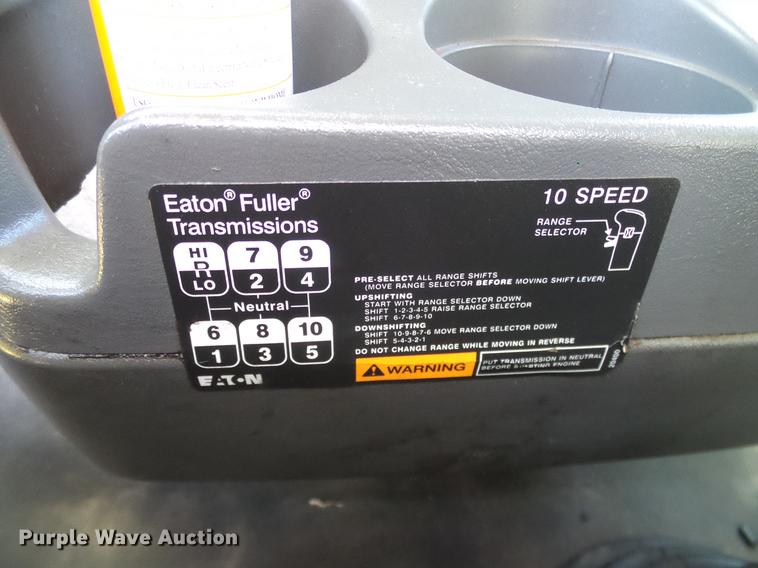 Eaton® Fuller®
Transmissions
10 SPEED
RANGE
SELECTOR
HI
R
LO
7
2
9
4
Neutral
6
1
8
3
10
5
EATON
PRE-SELECT ALL RANGE SHIFTS
(MOVE RANGE SELECTOR BEFORE MOVING SHIFT LEVER)
UPSHIFTING
START WITH RANGE SELECTOR DOWN
SHIFT 1-2-3-4-5 RAISE RANGE SELECTOR
SHIFT 6-7-8-9-10
DOWNSHIFTING
SHIFT 10-9-8-7-6 MOVE RANGE SELECTOR DOWN
SHIFT 5-4-3-2-1
DO NOT CHANGE RANGE WHILE MOVING IN REVERSE
WARNING
PUT TRANSMISSION IN NEUTRAL
BEFORE STARTING ENGINE
Purple Wave Auction